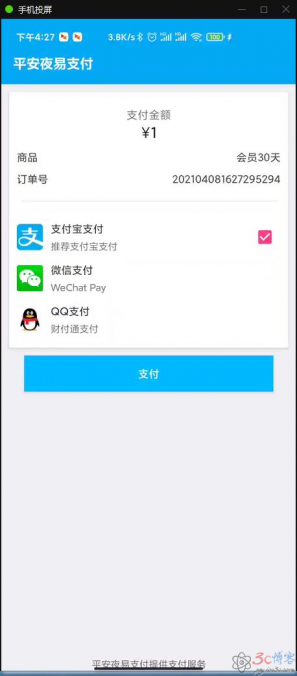 手机投屏
下午4:27
3.8K/s
100
平安夜易支付
支付金额
¥1
商品
会员30天
订单号
202104081627295294
支
支付宝支付
推荐支付宝支付
微信支付
WeChat Pay
QQ支付
财付通支付
支付
平安夜易支付提供支付服务
3c博客